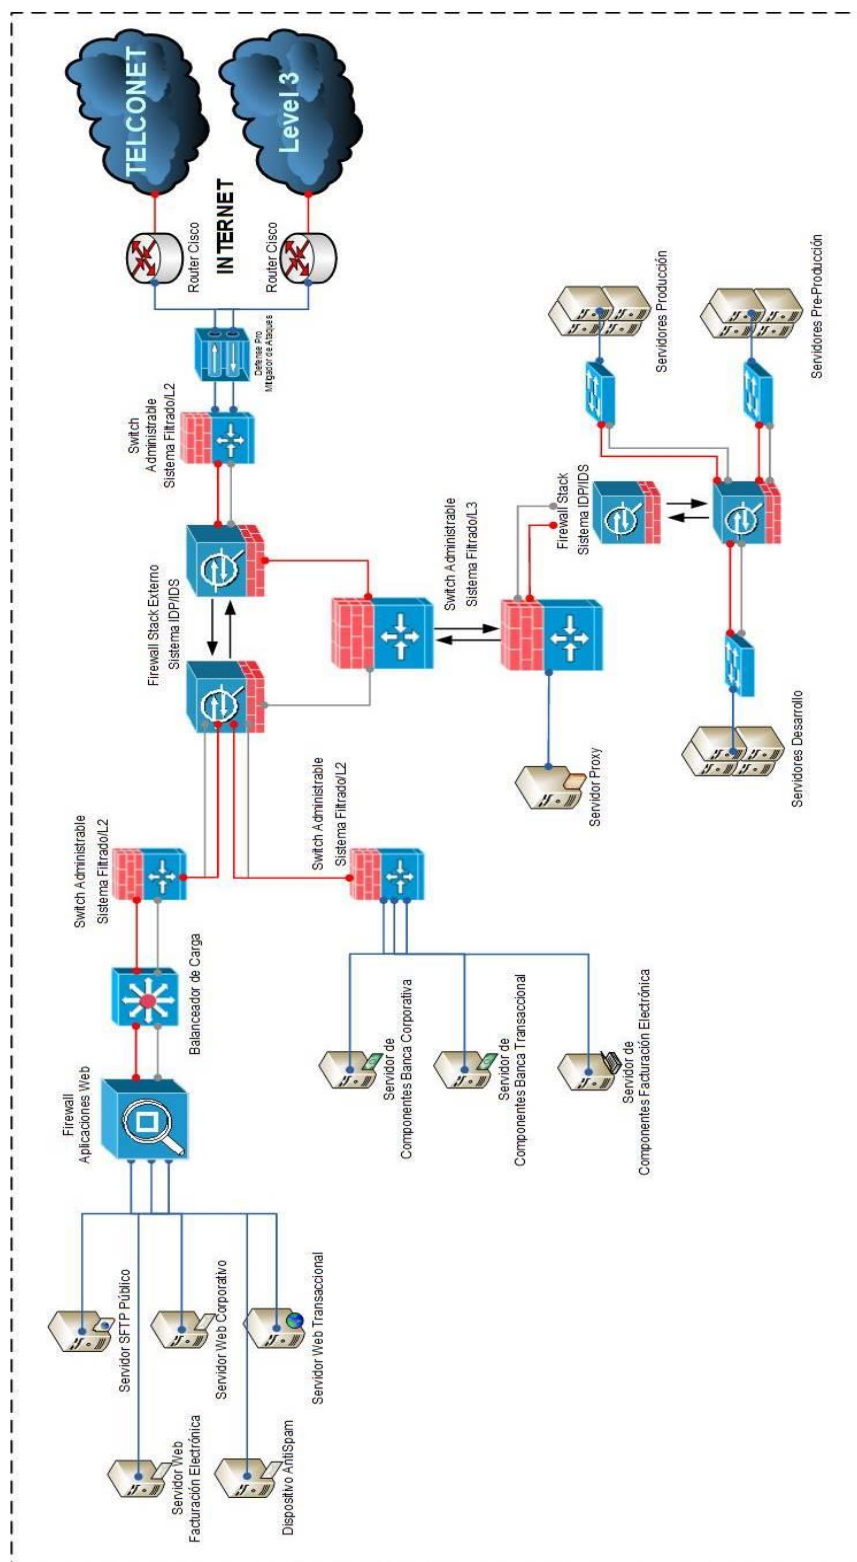 TELCONET
Level 3
INTERNET
Router Cisco
Router Cisco
Defense Pro
Mitigador de Ataques
Switch
Administrable
Sistema Filtrado/L2
Firewall Stack Externo
Sistema IDP/IDS
Switch Administrable
Sistema Filtrado/L3
Firewall Stack
Sistema IDP/IDS
Servidores Producción
Servidores Pre-Producción
Servidores Desarrollo
Servidor Proxy
Switch Administrable
Sistema Filtrado/L2
Switch Administrable
Sistema Filtrado/L2
Balanceador de Carga
Firewall
Aplicaciones Web
Servidor de
Componentes Banca Corporativa
Servidor de
Componentes Banca Transaccional
Servidor de
Componentes Facturación Electrónica
Servidor SFTP Público
Servidor Web Corporativo
Servidor Web Transaccional
Servidor Web
Facturación Electrónica
Dispositivo AntiSpam